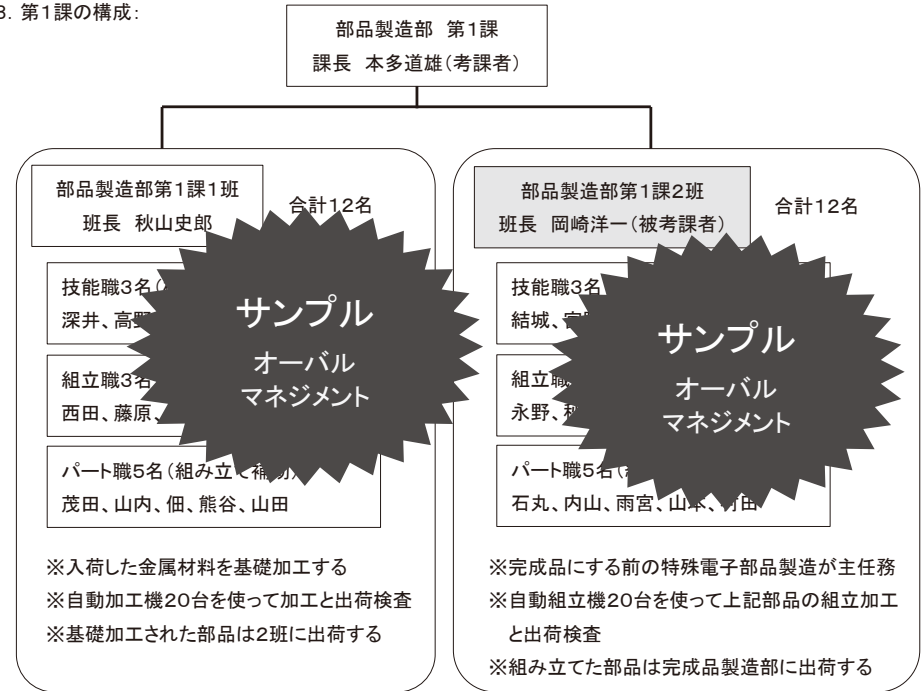 3. 第1課の構成:
部品製造部 第1課
課長 本多道雄(考課者)
部品製造部第1課1班
班長 秋山史郎
合計12名
技能職3名(
深井、高野
組立職3名
西田、藤原、
パート職5名(組み立て補助)
茂田、山内、佃、熊谷、山田
サンプル
オーバル
マネジメント
※入荷した金属材料を基礎加工する
※自動加工機20台を使って加工と出荷検査
※基礎加工された部品は2班に出荷する
部品製造部第1課2班
班長 岡崎洋一(被考課者)
合計12名
技能職3名
結城、
組立職
永野、
パート職5名(
石丸、内山、雨宮、山本、
サンプル
オーバル
マネジメント
※完成品にする前の特殊電子部品製造が主任務
※自動組立機20台を使って上記部品の組立加工
と出荷検査
※組み立てた部品は完成品製造部に出荷する